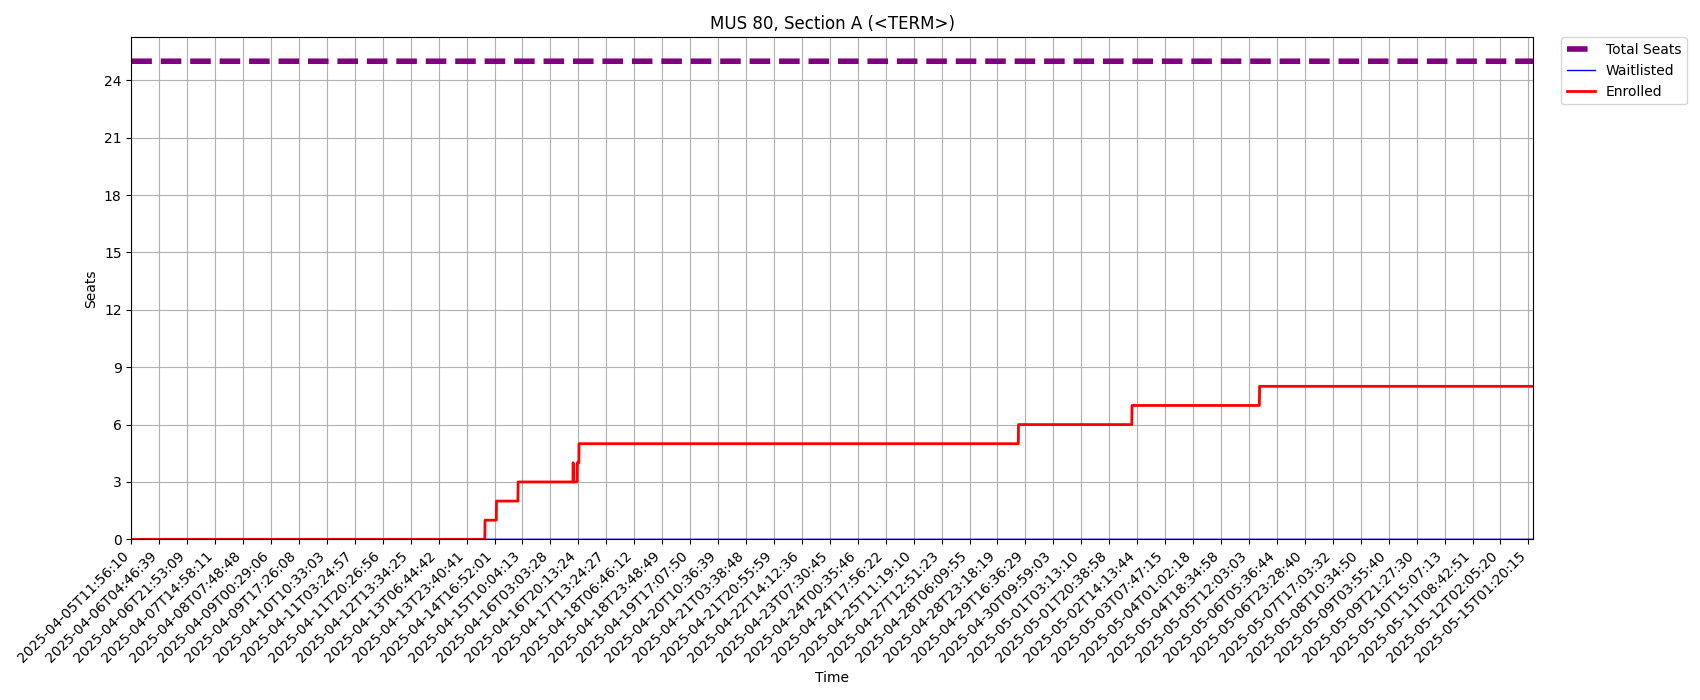 MUS 80, Section A (<TERM>)
Total Seats
Waitlisted
Enrolled
24
21
18
15
12
9
6
3
0
Seats
2025-04-05T11:56:10
2025-04-06T04:46:39
2025-04-06T21:53:09
2025-04-07T14:58:11
2025-04-08T07:48:48
2025-04-09T00:29:06
2025-04-09T17:26:08
2025-04-10T10:33:03
2025-04-11T03:24:57
2025-04-11T20:26:56
2025-04-12T13:34:25
2025-04-13T06:44:42
2025-04-13T23:40:41
2025-04-14T16:52:01
2025-04-15T10:04:13
2025-04-16T03:03:28
2025-04-16T20:13:24
2025-04-17T13:24:27
2025-04-18T06:46:12
2025-04-18T23:48:49
2025-04-19T17:07:50
2025-04-20T10:36:39
2025-04-21T03:38:48
2025-04-21T20:55:59
2025-04-22T14:12:36
2025-04-23T07:30:45
2025-04-24T00:35:46
2025-04-24T17:56:22
2025-04-25T11:19:10
2025-04-27T12:51:23
2025-04-28T06:09:55
2025-04-28T23:18:19
2025-04-29T16:36:29
2025-04-30T09:59:03
2025-05-01T03:13:10
2025-05-01T20:38:58
2025-05-02T14:13:44
2025-05-03T07:47:15
2025-05-04T01:02:18
2025-05-04T18:34:58
2025-05-05T12:03:03
2025-05-06T05:36:44
2025-05-06T23:28:40
2025-05-07T17:03:32
2025-05-08T10:34:50
2025-05-09T03:55:40
2025-05-09T21:27:30
2025-05-10T15:07:13
2025-05-11T08:42:51
2025-05-12T02:05:20
2025-05-15T01:20:15
Time